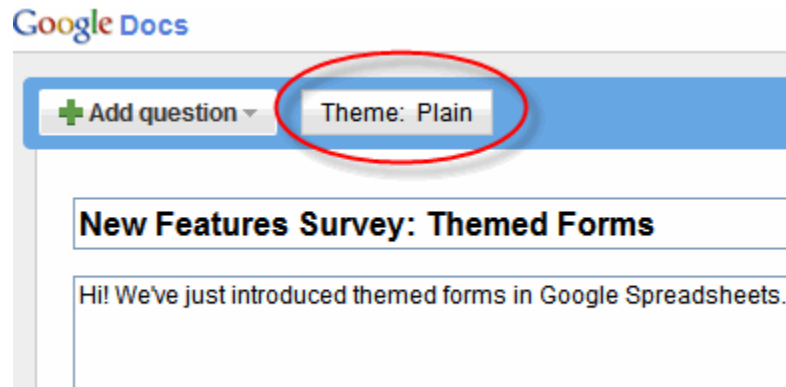 Google Docs
Add question
Theme: Plain
New Features Survey: Themed Forms
Hi! We've just introduced themed forms in Google Spreadsheets.